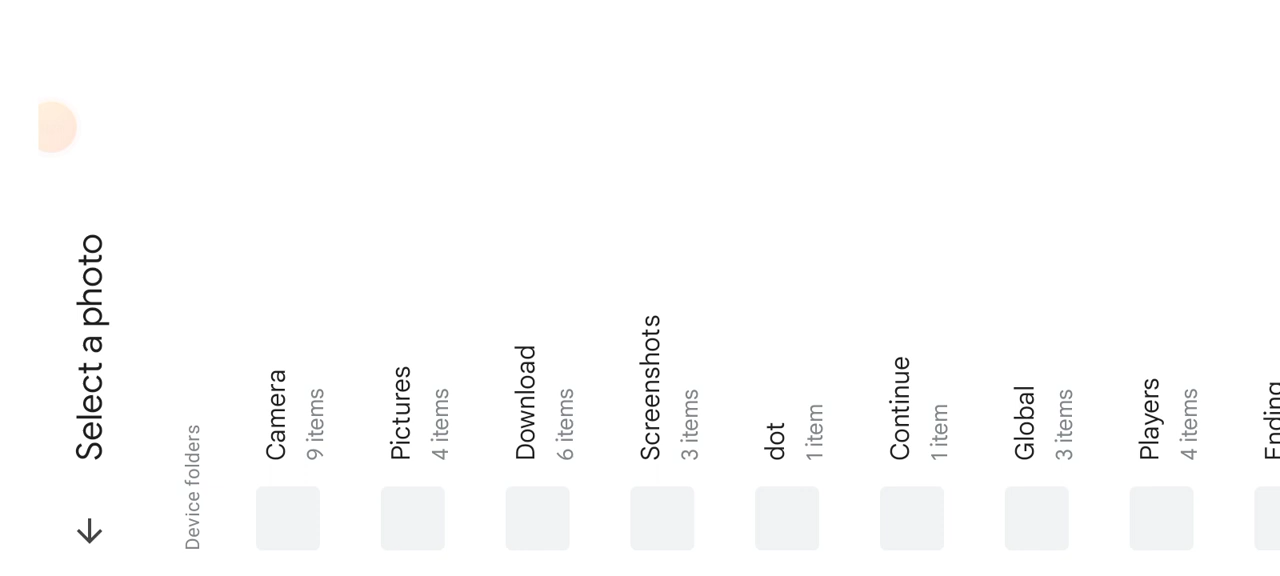 Select a photo
Device folders
Camera
9 items
Pictures
4 items
Download
6 items
Screenshots
3 items
dot
1 item
Continue
1 item
Global
3 items
Players
4 items
Ending